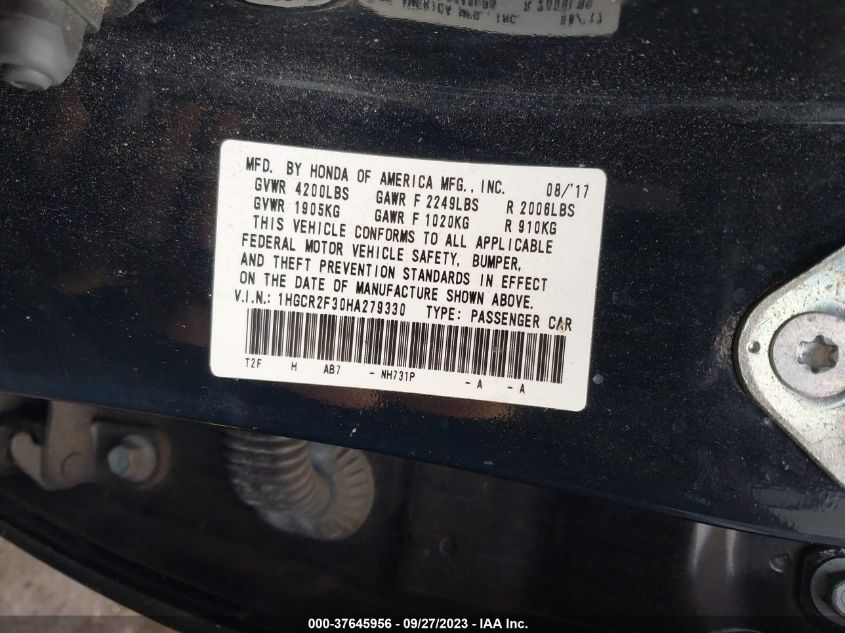 MFD. BY HONDA OF AMERICA MFG., INC. 08/'17
GVWR 4200LBS GAWR F 2249LBS R 2006LBS
GVWR 1905KG GAWR F 1020KG R 910KG
THIS VEHICLE CONFORMS TO ALL APPLICABLE
FEDERAL MOTOR VEHICLE SAFETY, BUMPER,
AND THEFT PREVENTION STANDARDS IN EFFECT
ON THE DATE OF MANUFACTURE SHOWN ABOVE.
V.I.N.: 1HGCR2F30HA279330 TYPE: PASSENGER CAR
T2F H AB7 - NH731P - A - A
000-37645956 - 09/27/2023 - IAA Inc.